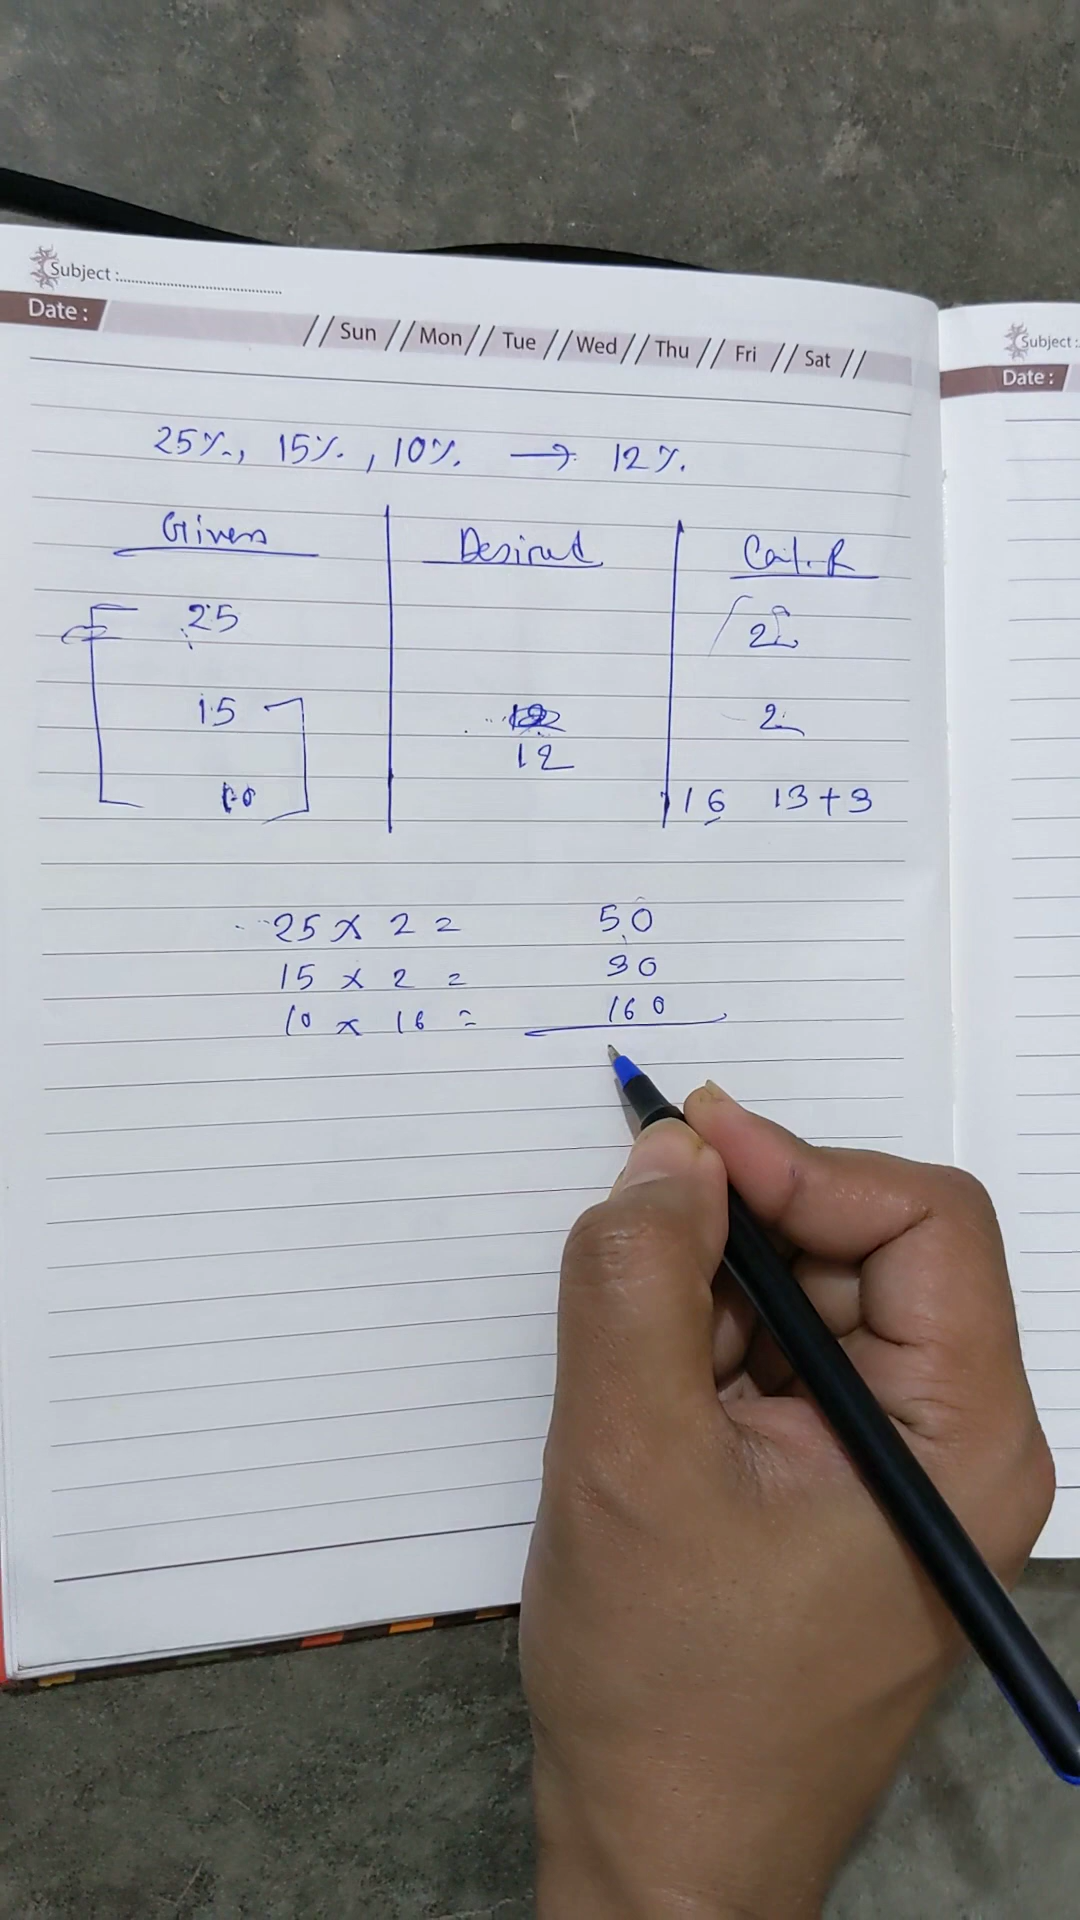 Subject :
Date :
// Sun // Mon // Tue // Wed // Thu // Fri // Sat //
Subject :
Date :
25%, 15%, 10% → 12%
Given Desired
25
2
15 12 2
12
10 16 13+3
25 x 2 = 50
15 x 2 = 30
10 x 16 = 160